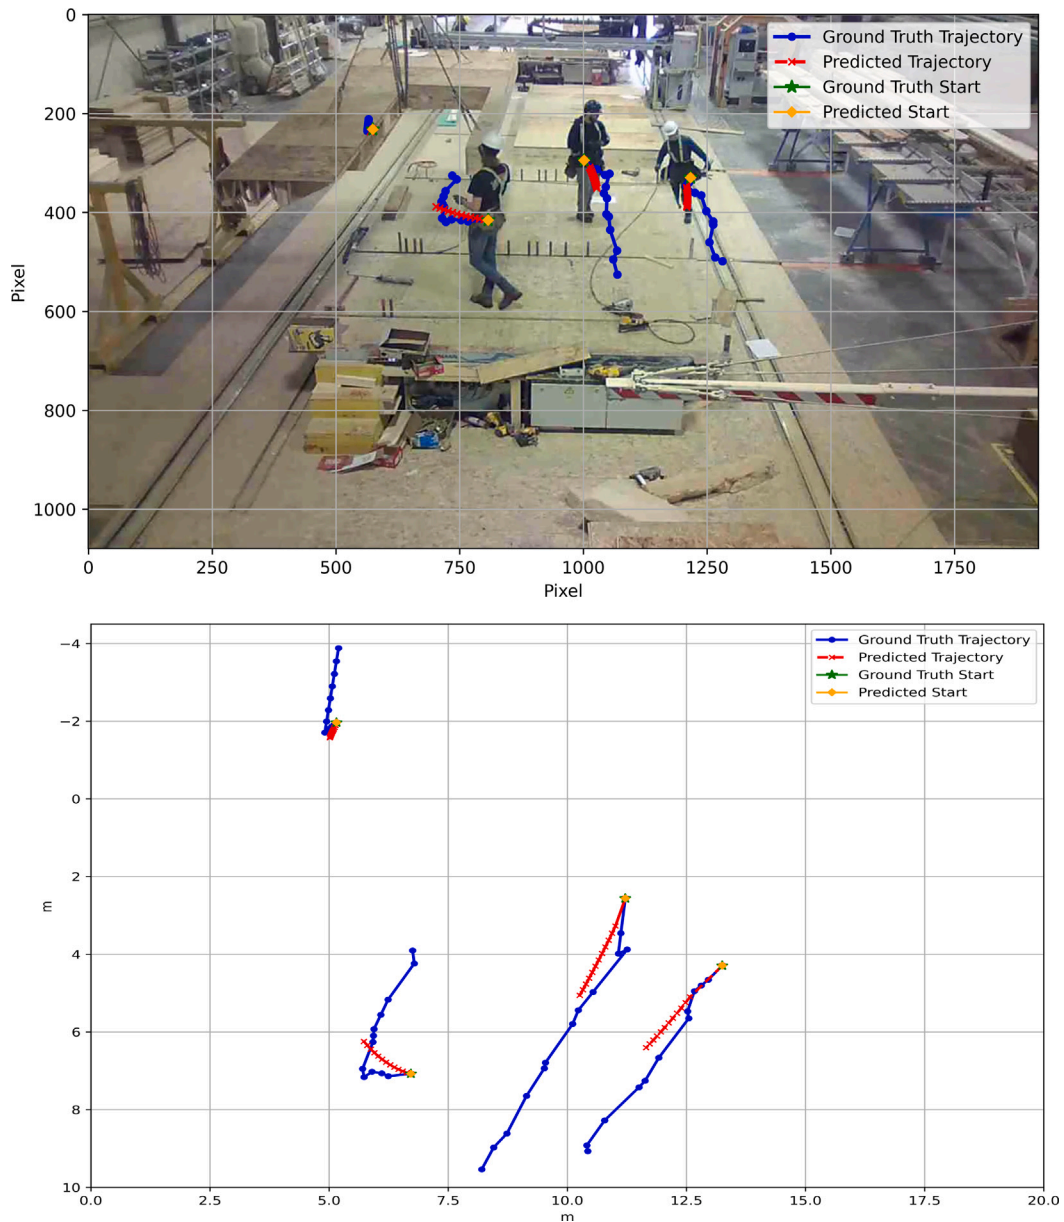 0
200
400
600
800
1000
Pixel
0 250 500 750 1000 1250 1500 1750
Pixel
Ground Truth Trajectory
Predicted Trajectory
Ground Truth Start
Predicted Start
−4
−2
0
2
4
6
8
10
m
0.0 2.5 5.0 7.5 10.0 12.5 15.0 17.5 20.0
m
Ground Truth Trajectory
Predicted Trajectory
Ground Truth Start
Predicted Start